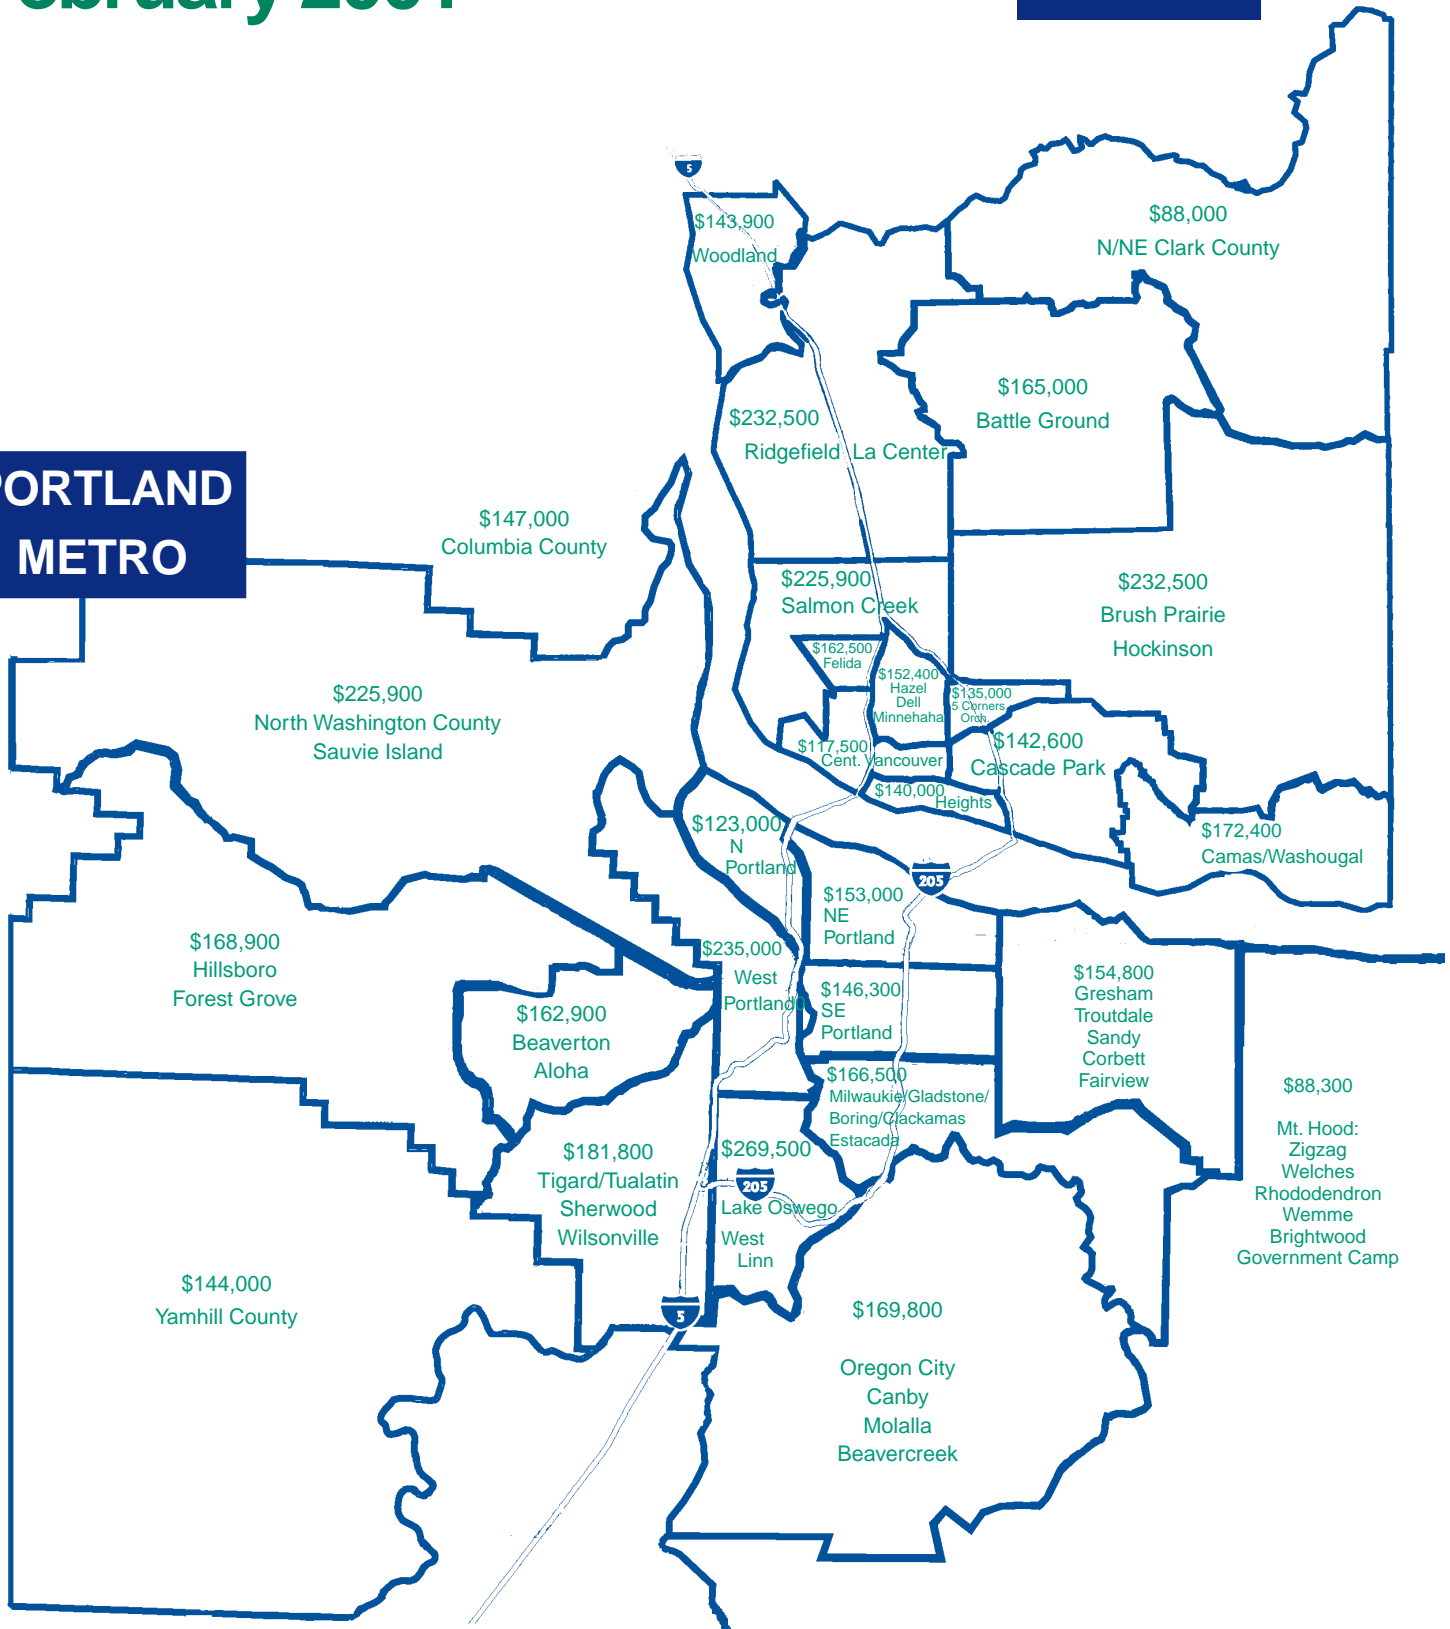 5
$143,900
Woodland
$88,000
N/NE Clark County
$165,000
Battle Ground
$232,500
Ridgefield La Center
PORTLAND
METRO
$147,000
Columbia County
$225,900
Salmon Creek
$232,500
Brush Prairie
Hockinson
$162,500
Felida
$152,400
Hazel
Dell
Minnehaha
$135,000
5 Corners
Orch.
$225,900
North Washington County
Sauvie Island
$117,500
Cent. Vancouver
$142,600
Cascade Park
$140,000
Heights
$123,000
N
Portland
$172,400
Camas/Washougal
205
$153,000
NE
Portland
$168,900
Hillsboro
Forest Grove
$235,000
West
Portland
$146,300
SE
Portland
$154,800
Gresham
Troutdale
Sandy
Corbett
Fairview
$162,900
Beaverton
Aloha
$166,500
Milwaukie/Gladstone/
Boring/Clackamas
Estacada
$88,300
Mt. Hood:
Zigzag
Welches
Rhododendron
Wemme
Brightwood
Government Camp
$181,800
Tigard/Tualatin
Sherwood
Wilsonville
$269,500
205
Lake Oswego
West
Linn
$144,000
Yamhill County
5
$169,800
Oregon City
Canby
Molalla
Beavercreek